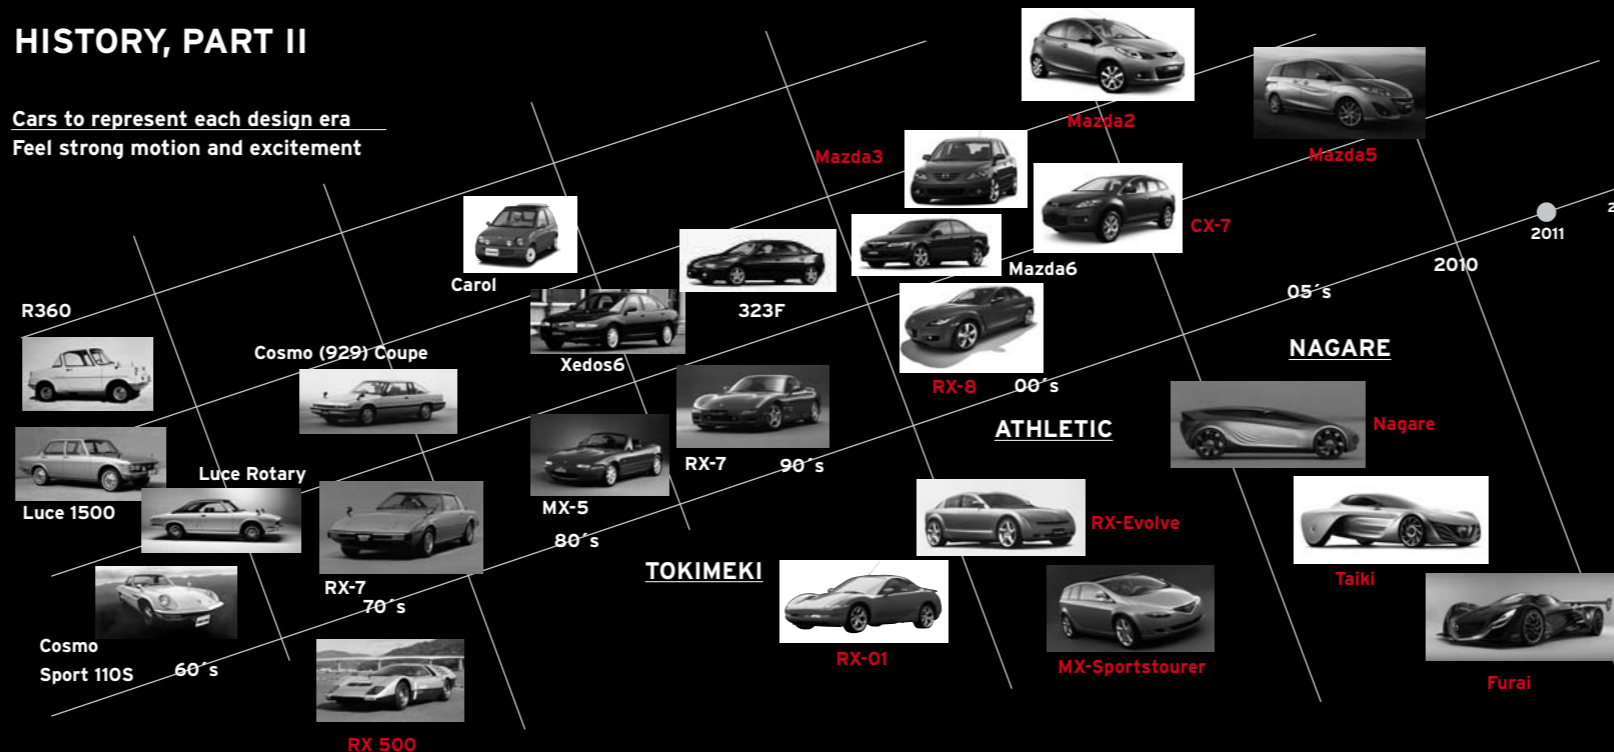 HISTORY, PART II
Cars to represent each design era
Feel strong motion and excitement
Mazda2
Mazda3
Mazda5
CX-7
Mazda6
2011
2010
05´s
Carol
R360
323F
Cosmo (929) Coupe
Xedos6
NAGARE
RX-8
00´s
ATHLETIC
Nagare
Luce Rotary
RX-7
90´s
Luce 1500
MX-5
80´s
RX-Evolve
TOKIMEKI
Taiki
RX-7
70´s
Cosmo
Sport 110S
60´s
RX-01
MX-Sportstourer
Furai
RX 500